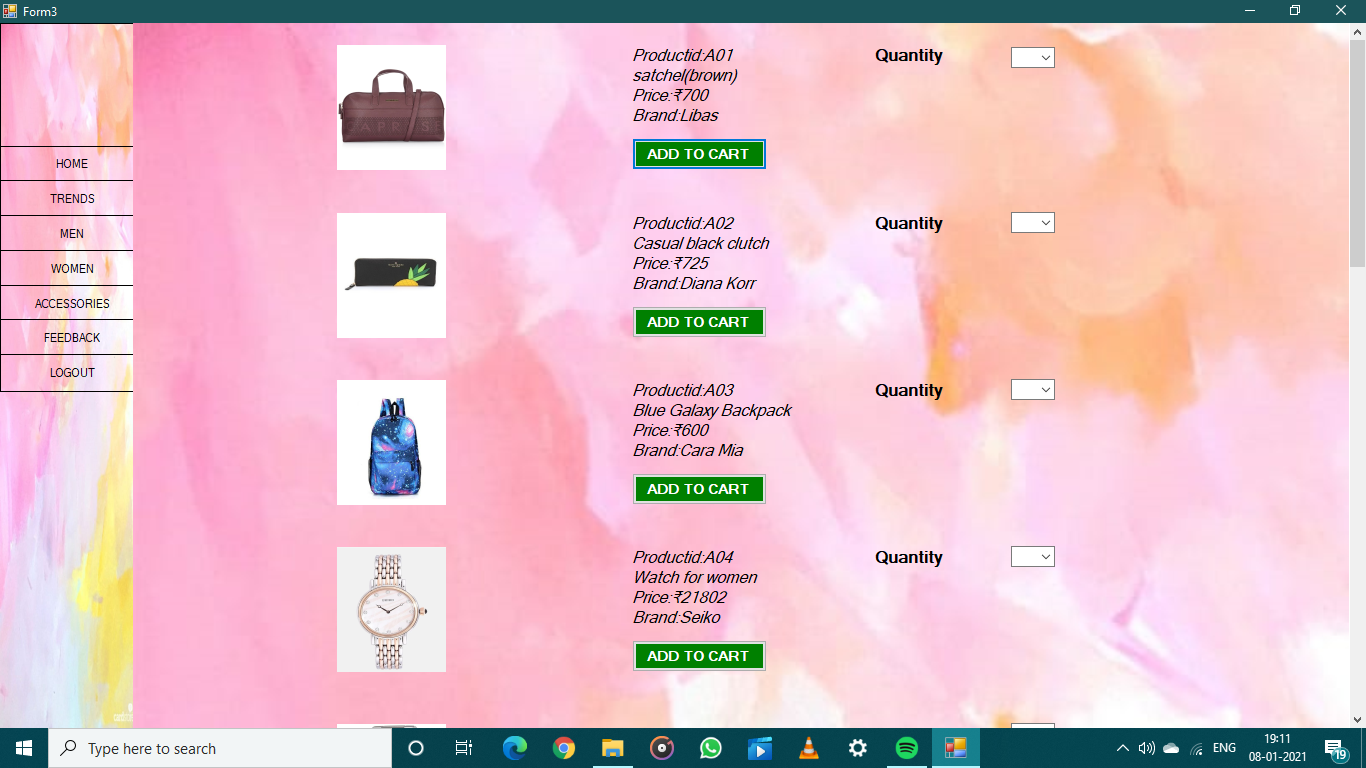 Form3
HOME
TRENDS
MEN
WOMEN
ACCESSORIES
FEEDBACK
LOGOUT
Productid:A01
satchel(brown)
Price:₹700
Brand:Libas
ADD TO CART
Quantity
Productid:A02
Casual black clutch
Price:₹725
Brand:Diana Korr
ADD TO CART
Quantity
Productid:A03
Blue Galaxy Backpack
Price:₹600
Brand:Cara Mia
ADD TO CART
Quantity
Productid:A04
Watch for women
Price:₹21802
Brand:Seiko
ADD TO CART
Quantity
Type here to search
ENG
19:11
08-01-2021
19